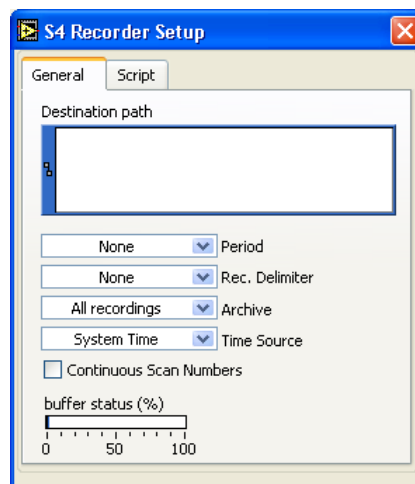 S4 Recorder Setup
General Script
Destination path
None Period
None Rec. Delimiter
All recordings Archive
System Time Time Source
Continuous Scan Numbers
buffer status (%)
0 50 100